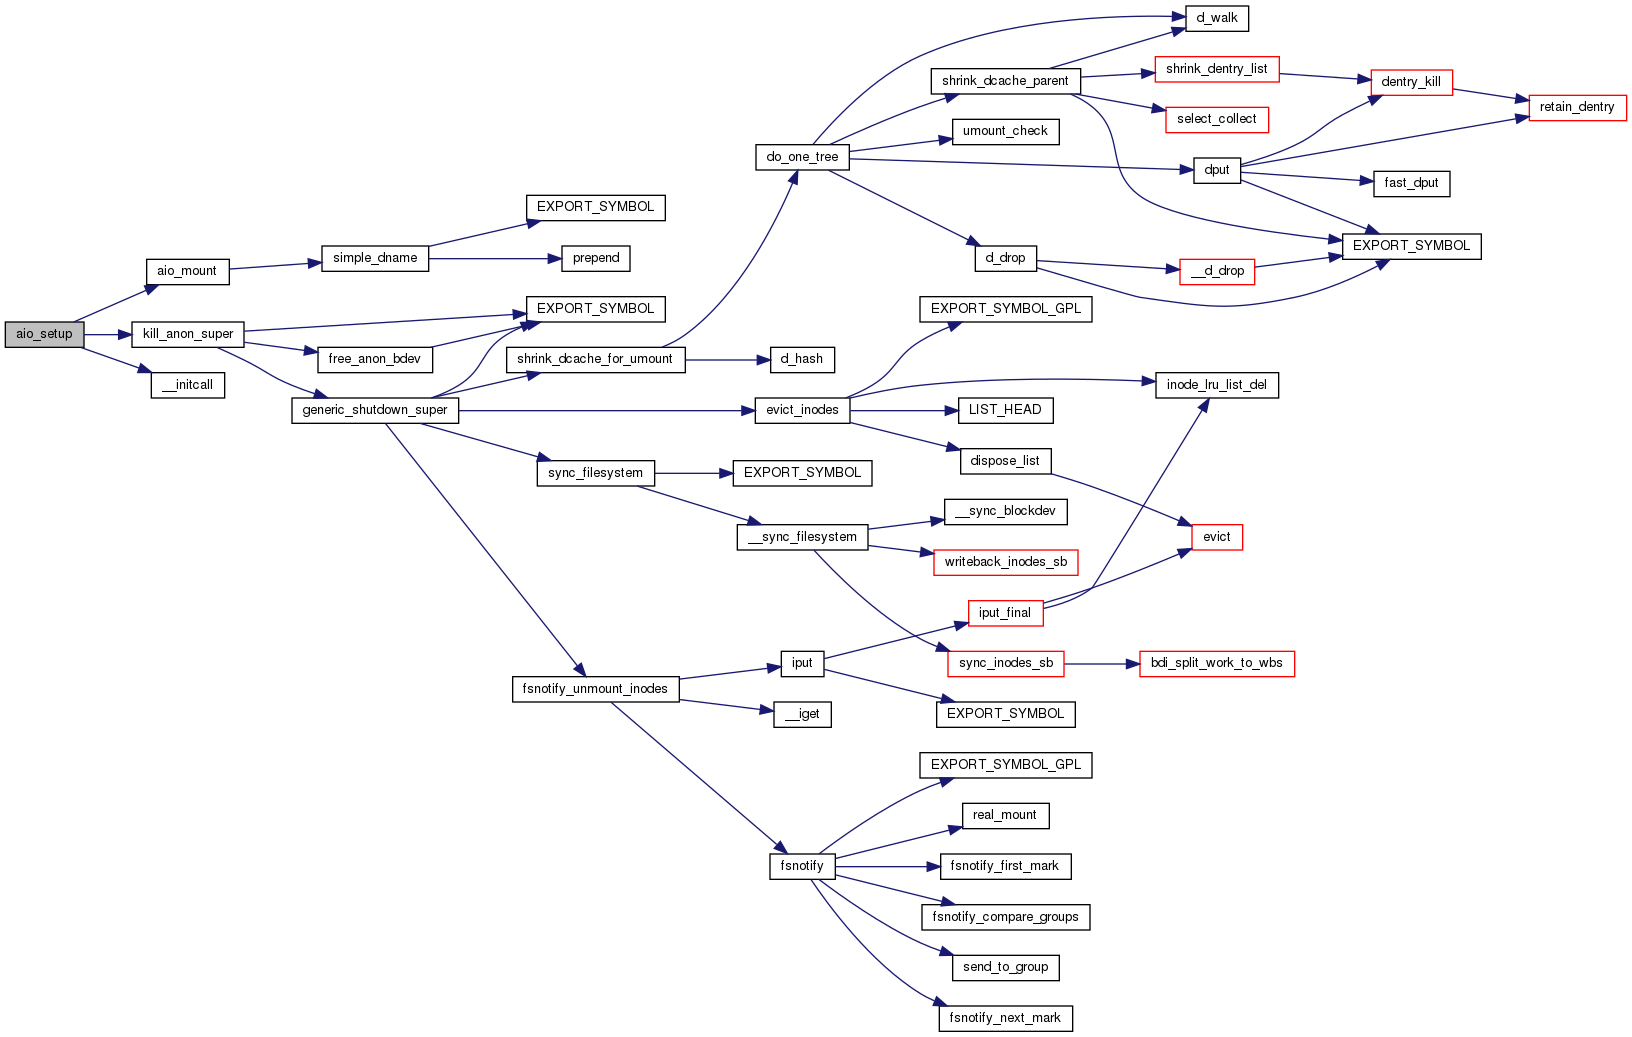 aio_setup
aio_mount
kill_anon_super
__initcall
simple_dname
free_anon_bdev
generic_shutdown_super
EXPORT_SYMBOL
prepend
EXPORT_SYMBOL
shrink_dcache_for_umount
sync_filesystem
fsnotify_unmount_inodes
do_one_tree
d_hash
evict_inodes
EXPORT_SYMBOL
__sync_filesystem
iput
__iget
fsnotify
shrink_dcache_parent
umount_check
d_drop
EXPORT_SYMBOL_GPL
LIST_HEAD
dispose_list
__sync_blockdev
writeback_inodes_sb
iput_final
sync_inodes_sb
EXPORT_SYMBOL
EXPORT_SYMBOL_GPL
real_mount
fsnotify_first_mark
fsnotify_compare_groups
send_to_group
fsnotify_next_mark
d_walk
shrink_dentry_list
select_collect
dput
__d_drop
inode_lru_list_del
evict
bdi_split_work_to_wbs
dentry_kill
fast_dput
EXPORT_SYMBOL
retain_dentry